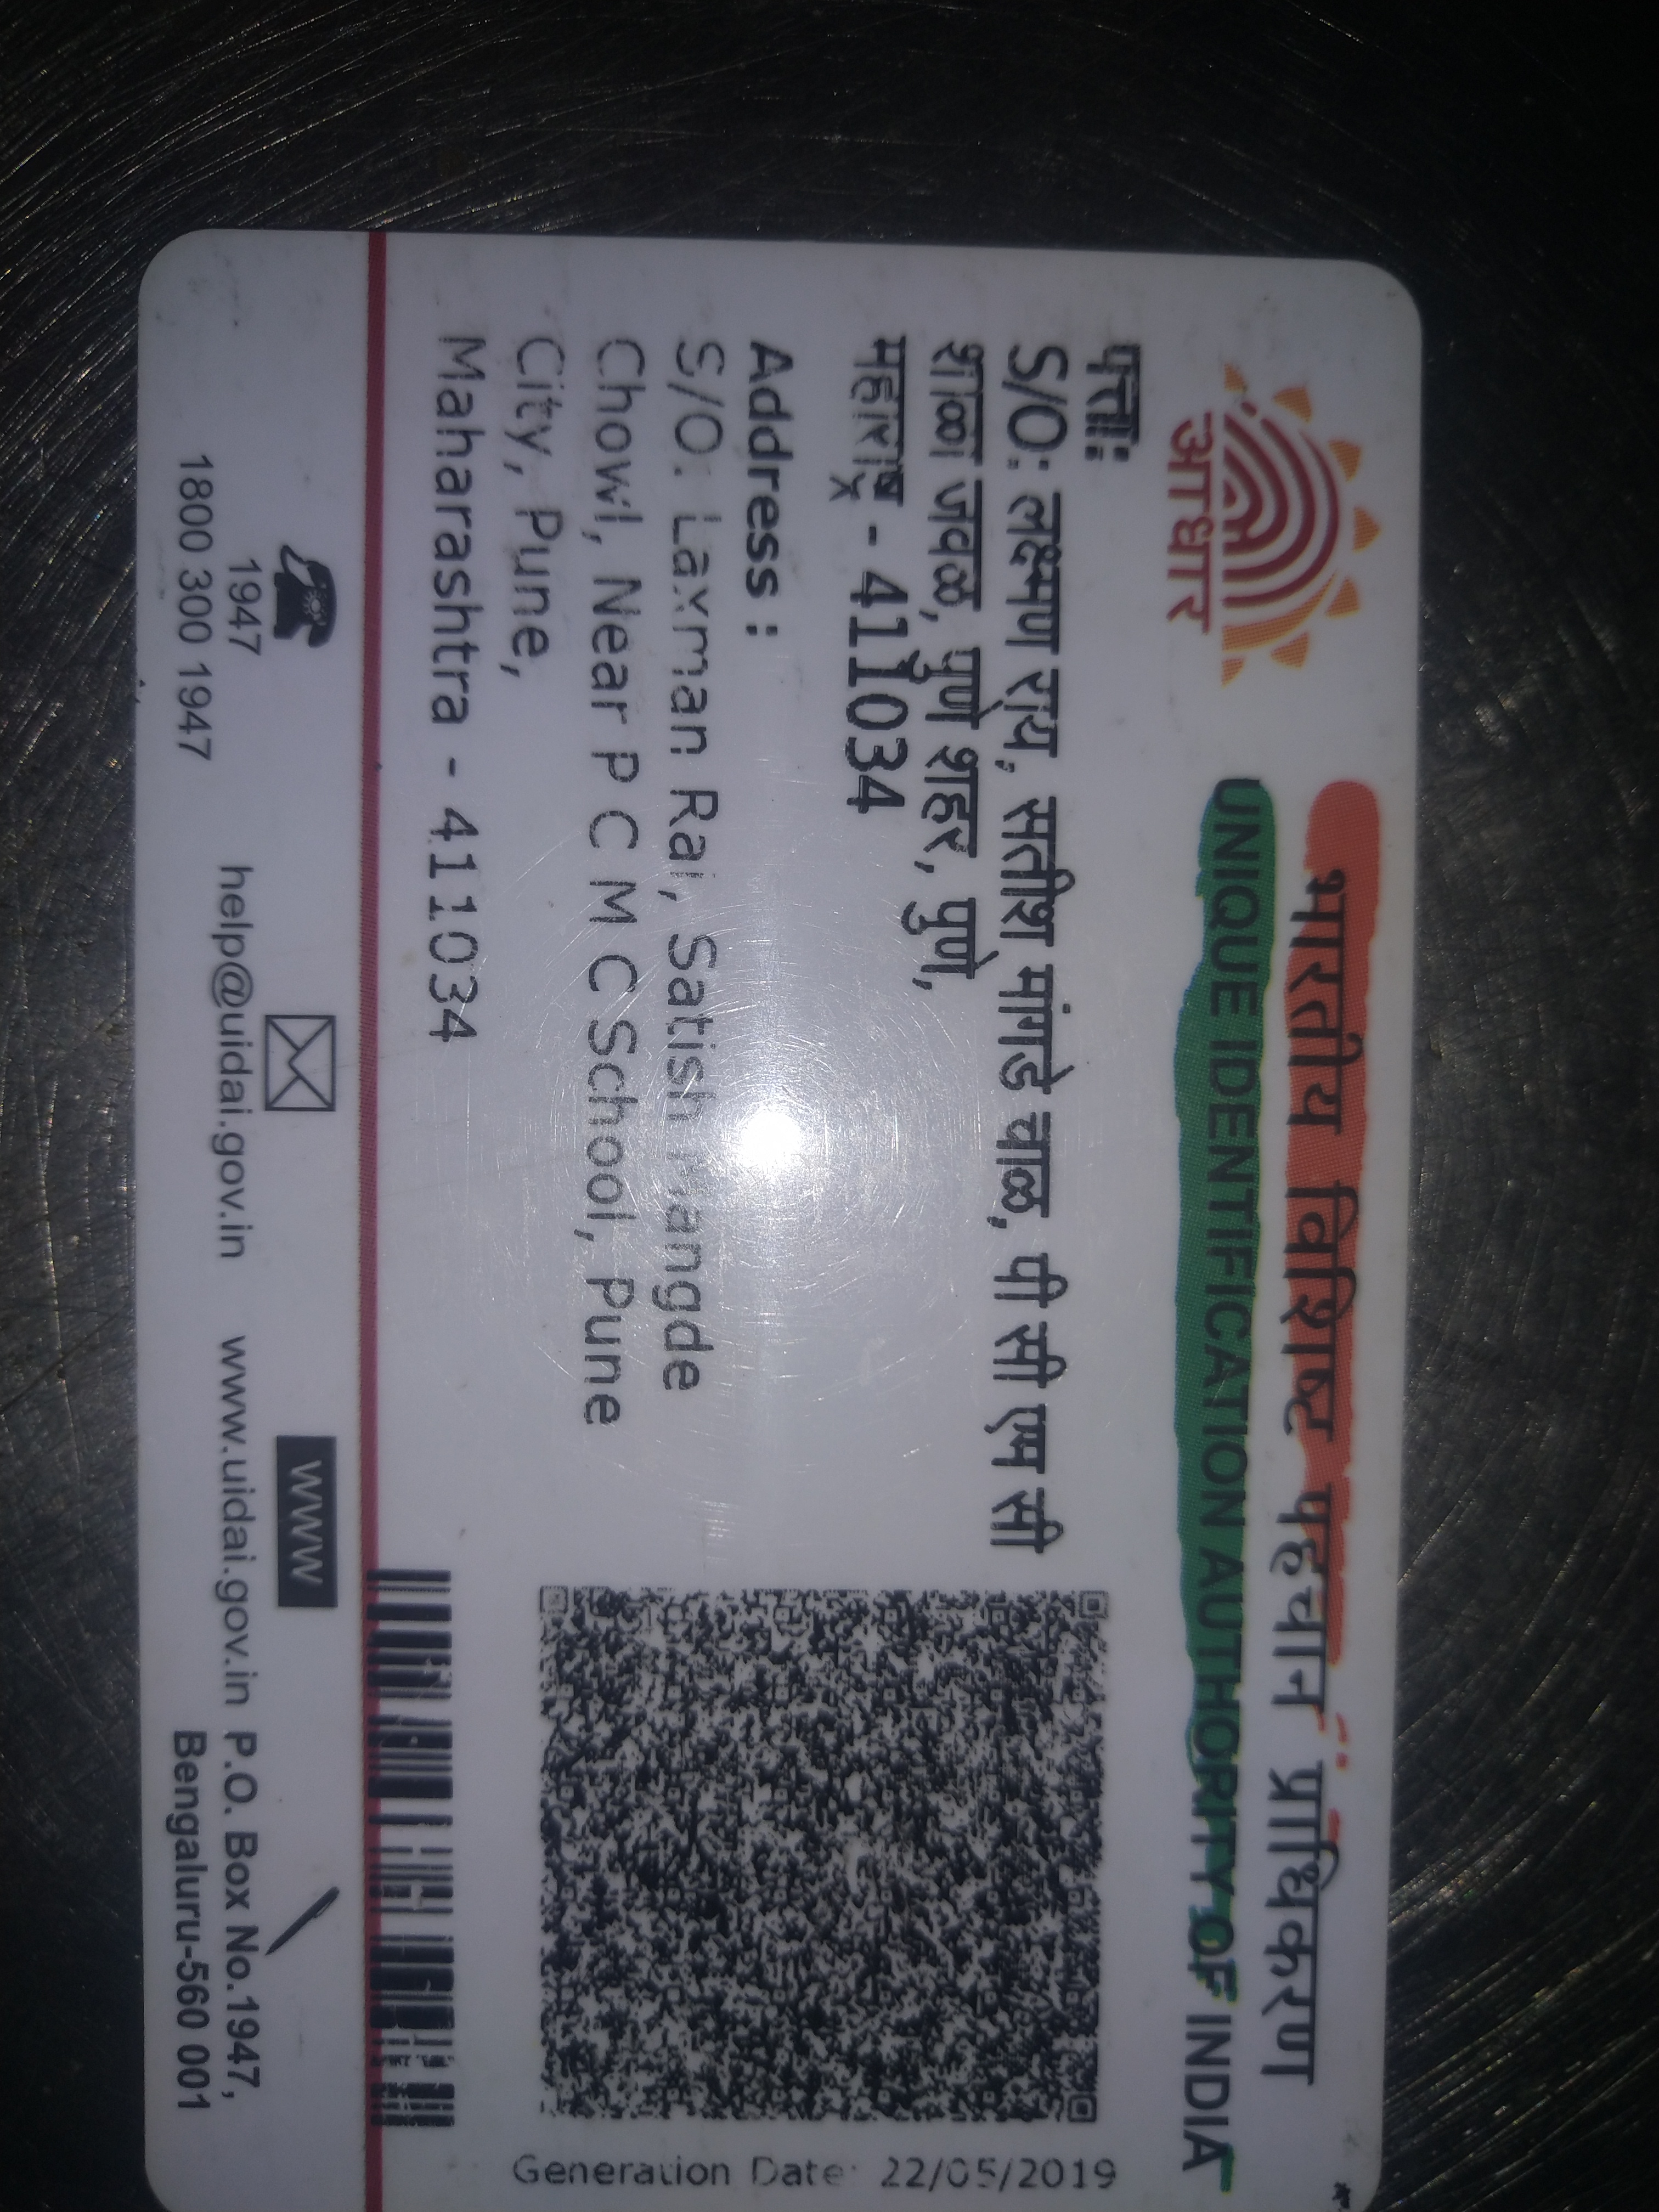 आधार
भारतीय विशिष्ट पहचान प्राधिकरण
UNIQUE IDENTIFICATION AUTHORITY OF INDIA
पत्ता:
S/O: लक्ष्मण राय, सतीश मांगडे चाळ, पी सी एम सी
शाळा जवळ, पुणे शहर, पुणे,
महाराष्ट्र - 411034
Address :
S/O. Laxman Rai, Satish Mangde
Chowl, Near P C M C School, Pune
City, Pune,
Maharashtra - 411034
Generation Date: 22/05/2019
WWW
1947
1800 300 1947
help@uidai.gov.in
www.uidai.gov.in
P.O. Box No.1947,
Bengaluru-560 001